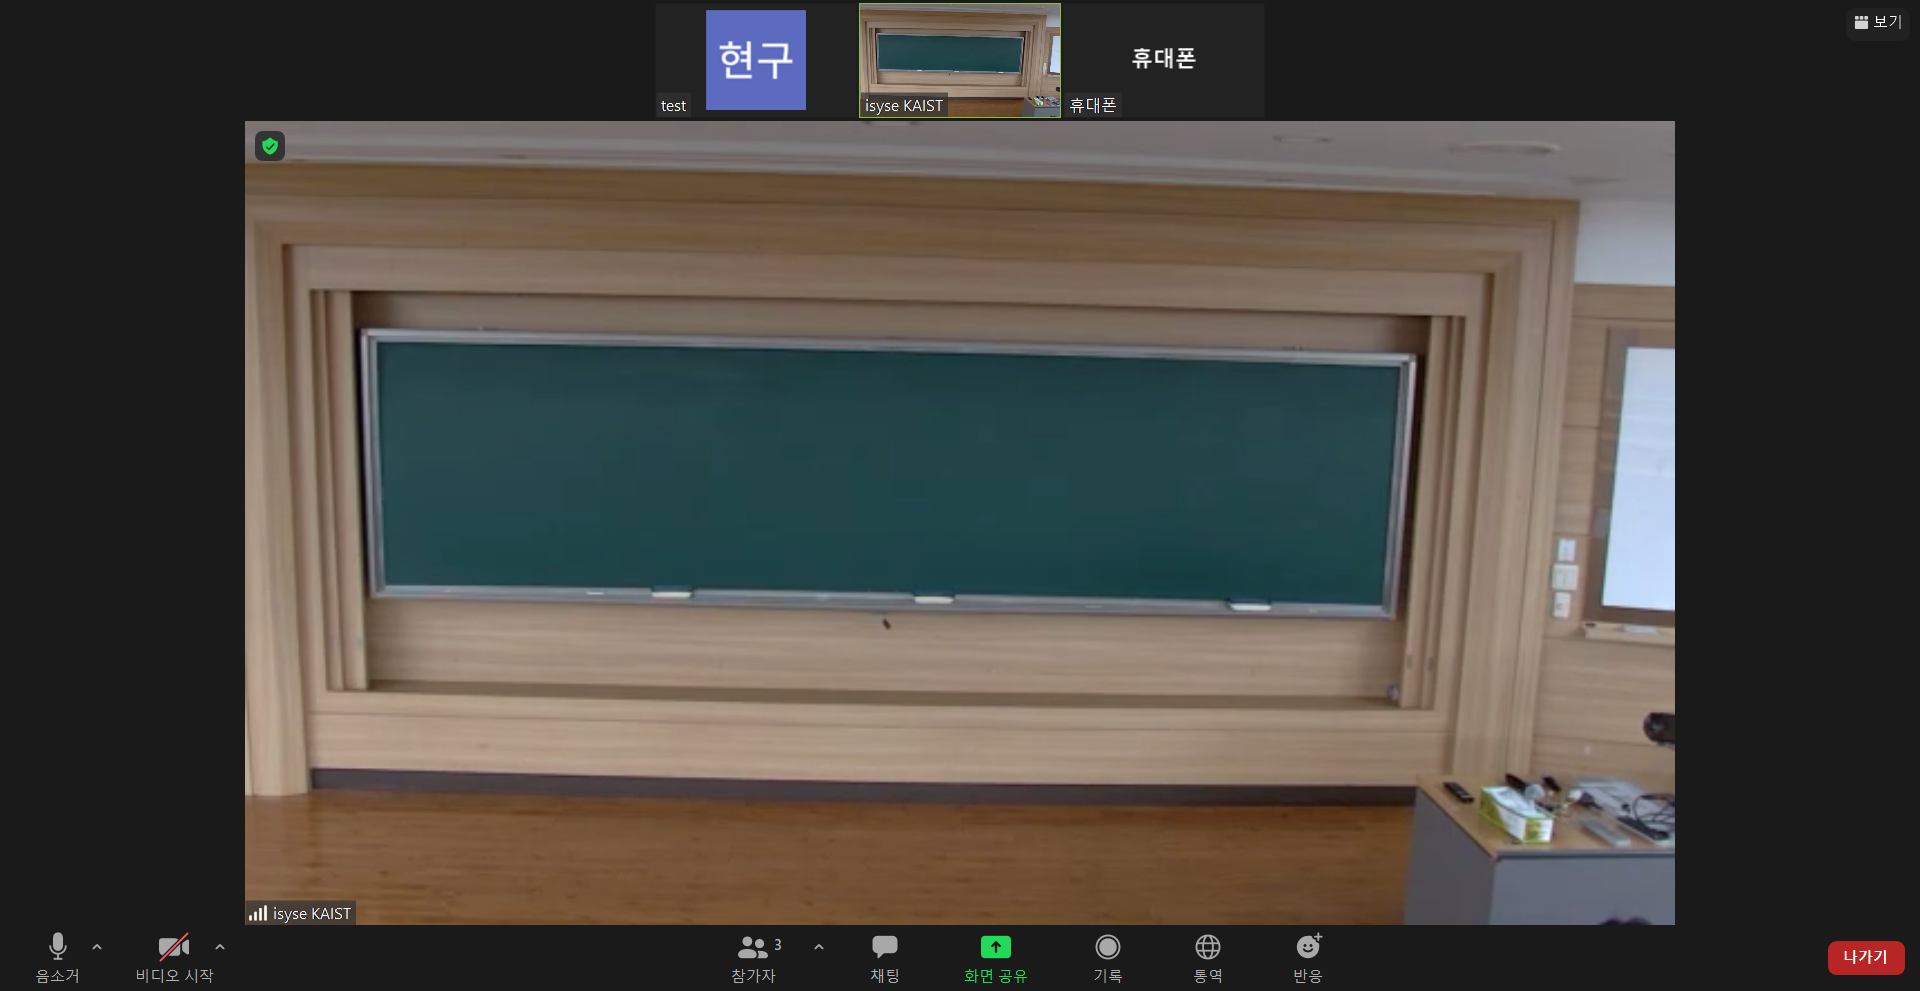 현구
test
isyse KAIST
휴대폰
휴대폰
보기
isyse KAIST
음소거
비디오 시작
3
참가자
채팅
화면 공유
기록
통역
반응
나가기